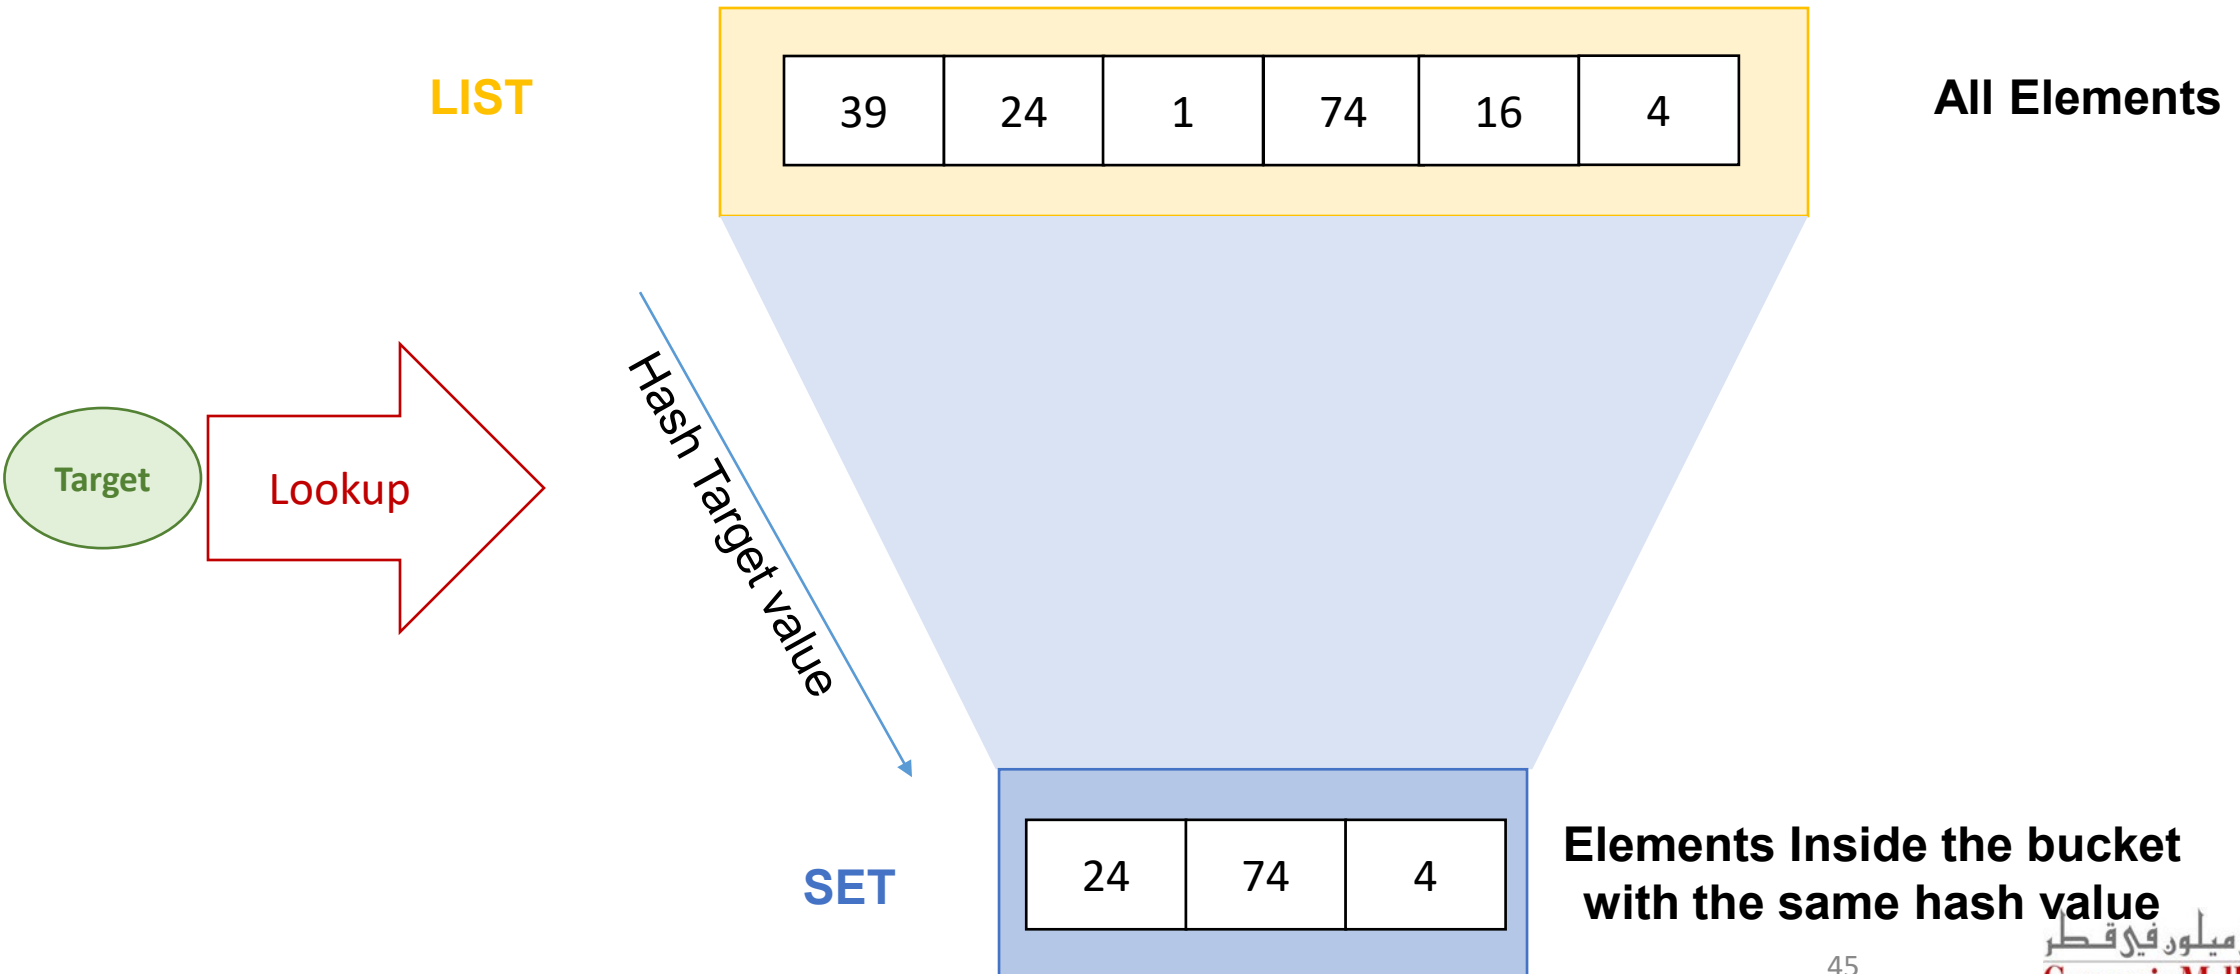 LIST
39 24 1 74 16 4
All Elements
Target
Lookup
Hash Target value
SET
24 74 4
Elements Inside the bucket
with the same hash value
ميلون في قطر
45